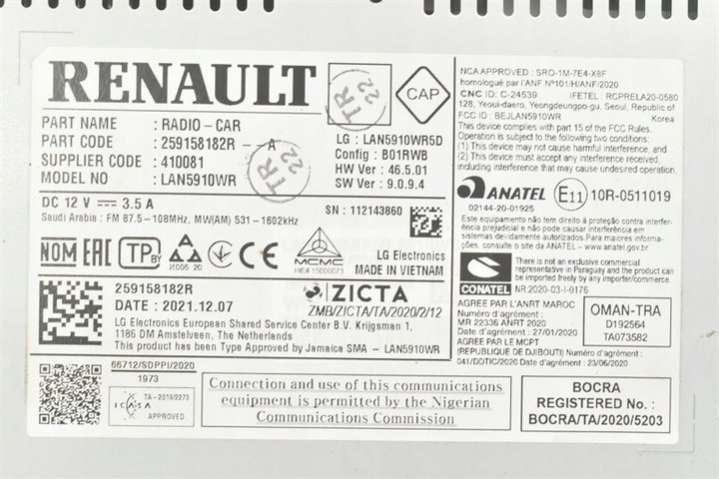 RENAULT
PART NAME : RADIO-CAR
PART CODE : 259158182R -- A
SUPPLIER CODE : 410081
MODEL NO : LAN5910WR
TR 22
TR 22
CAP
LG : LAN5910WR5D
Config : B01RWB
HW Ver : 46.5.01
SW Ver : 9.0.9.4
DC 12 V 3.5 A
Saudi Arabia : FM 87.5-108MHz, MW(AM) 531-1602kHz
SN : 112143860
NOM EAC TP CE
MCMC
LG Electronics
MADE IN VIETNAM
259158182R
DATE : 2021.12.07
ZICTA
ZMB/ZICTA/TA/2020/2/12
LG Electronics European Shared Service Center B.V. Krijgsman 1,
1186 DM Amstelveen, The Netherlands
This product has been Type Approved by Jamaica SMA - LAN5910WR
66712/SDPPI/2020
1973
ICASA
TA-2019/2273
APPROVED
Connection and use of this communications
equipment is permitted by the Nigerian
Communications Commission
NCA APPROVED : SRO-1M-7E4-X8F
homologué par l'ANF N°101/H/ANF/2020
CNC ID: C-24539 IFETEL : RCPRELA20-0580
128, Yeoui-daero, Yeongdeungpo-gu, Seoul, Republic of
FCC ID : BEJLAN5910WR Korea
This device complies with part 15 of the FCC Rules.
Operation is subject to the following two conditions:
(1) This device may not cause harmful interference, and
(2) This device must accept any interference received,
including interference that may cause undesired operation.
ANATEL
02144-20-01925
E11 10R-0511019
Este equipamento não tem direito à proteção contra interfer-
ência prejudicial e não pode causar interferência em
sistemas devidamente autorizados. Para maiores informa-
ções, consulte o site da ANATEL – www.anatel.gov.br
CONATEL
There is not an exclusive commercial
representative in Paraguay and the product can be
imported freely by any importer/commerce.
NR:2020-03-I-0176
AGREE PAR L'ANRT MAROC
Numéro d'agrément :
MR 22336 ANRT 2020
Date d'agrément : 27/01/2020
AGREE PAR LE MCPT
(REPUBLIQUE DE DJIBOUTI) Numéro d'agrément :
041/DDTIC/2020 Date d'agrément : 23/06/2020
OMAN-TRA
D192564
TA073582
BOCRA
REGISTERED No. :
BOCRA/TA/2020/5203